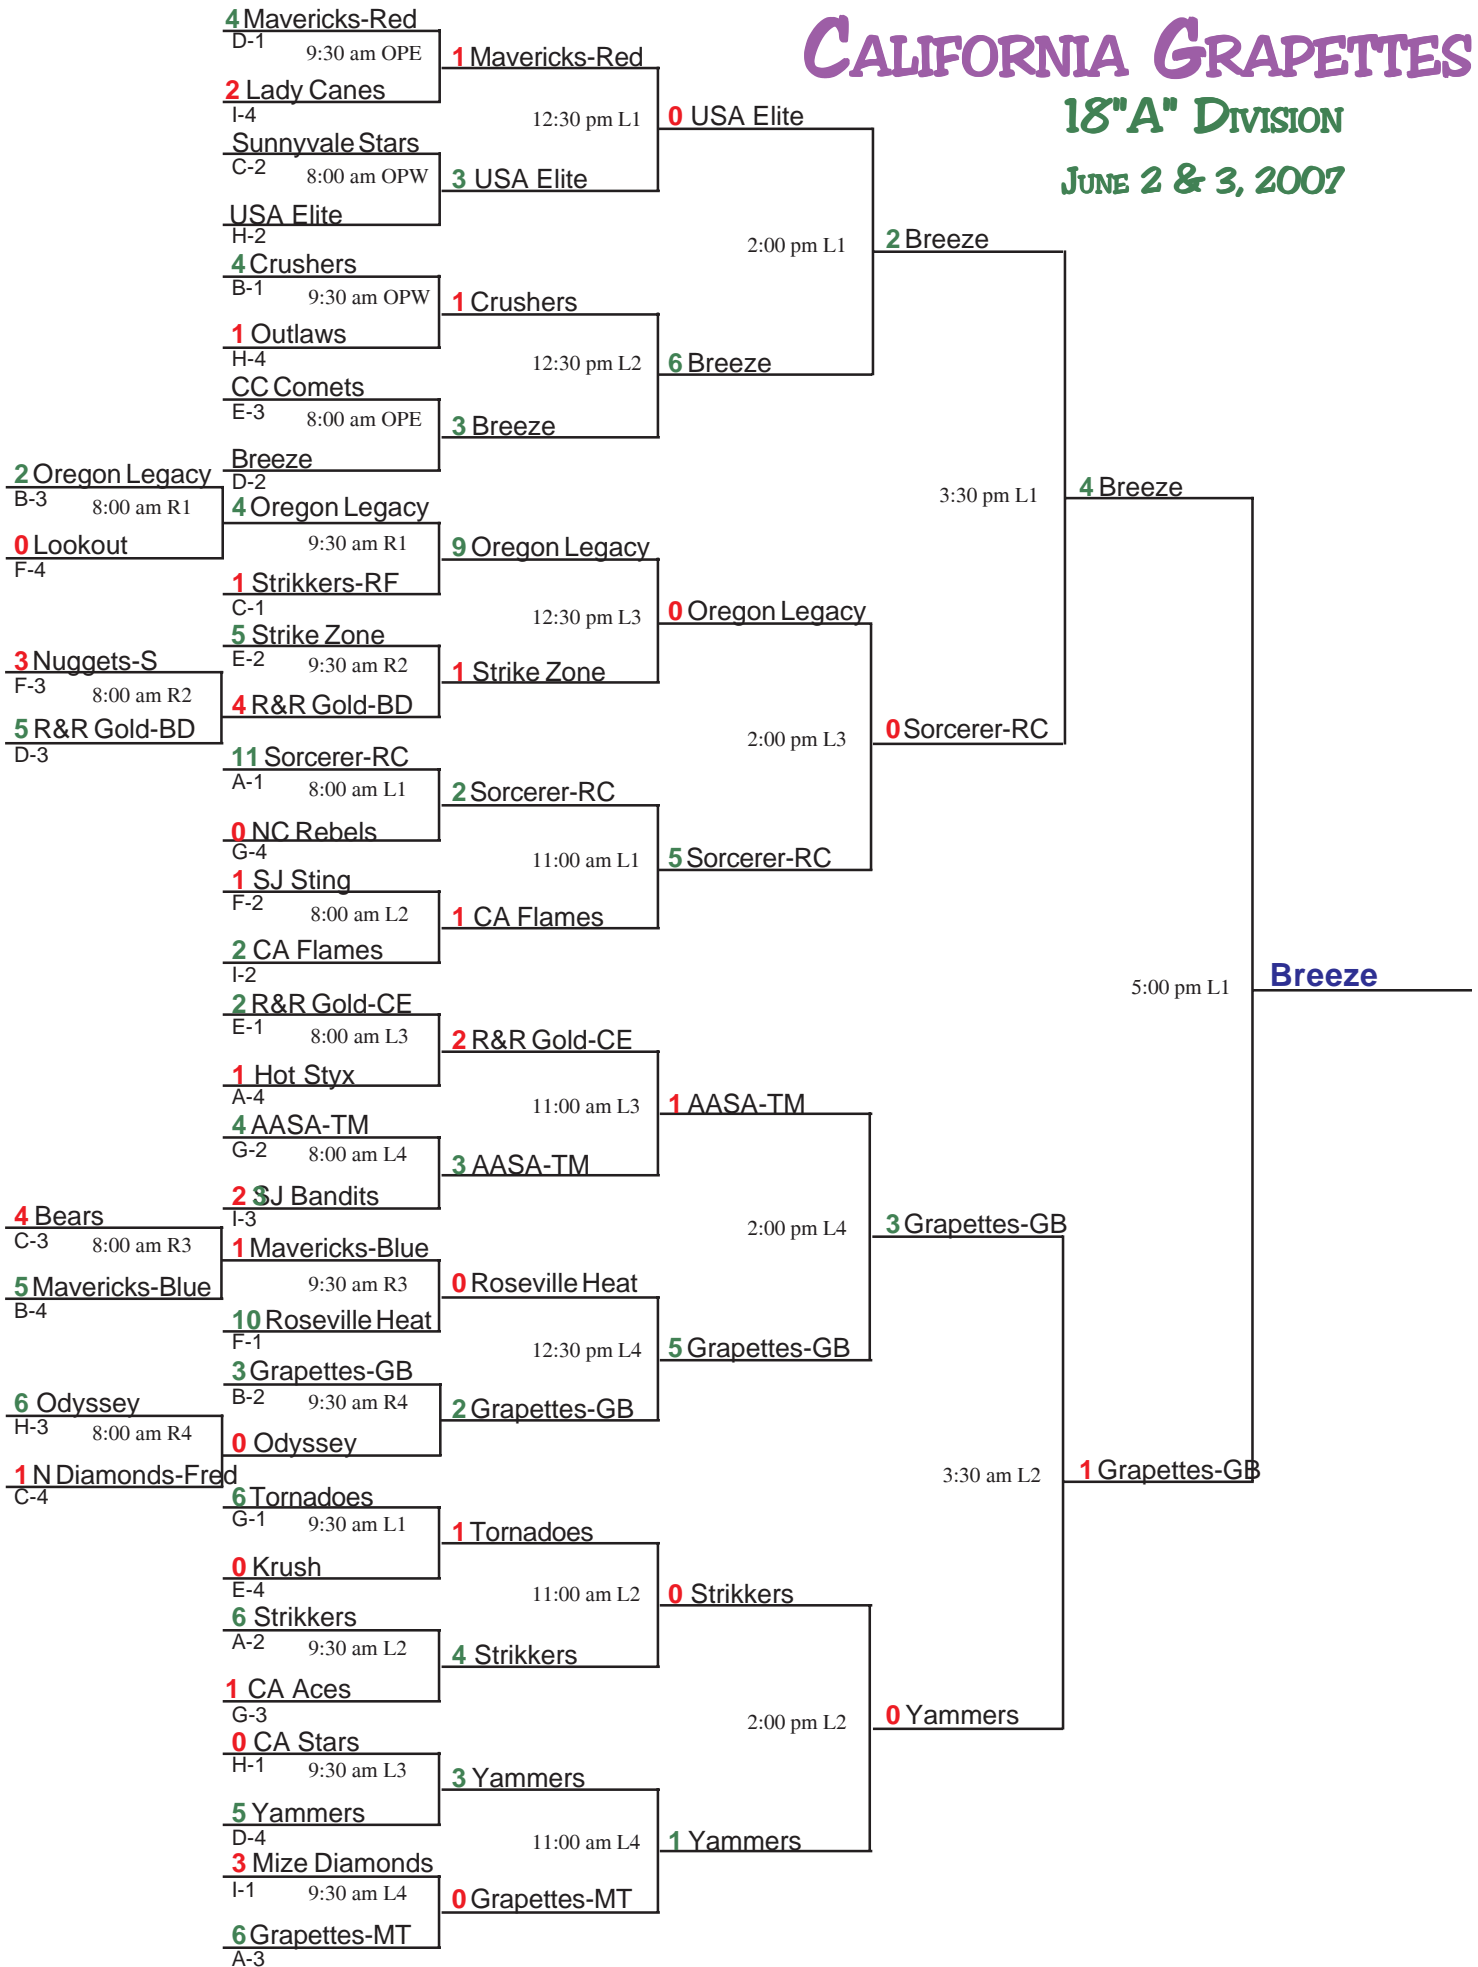 CALIFORNIA GRAPETTES
18"A" DIVISION
JUNE 2 & 3, 2007
4 Mavericks-Red
D-1
9:30 am OPE
2 Lady Canes
I-4
1 Mavericks-Red
12:30 pm L1
0 USA Elite
Sunnyvale Stars
C-2
8:00 am OPW
3 USA Elite
USA Elite
H-2
2:00 pm L1
2 Breeze
4 Crushers
B-1
9:30 am OPW
1 Crushers
1 Outlaws
H-4
12:30 pm L2
6 Breeze
CC Comets
E-3
8:00 am OPE
3 Breeze
Breeze
D-2
2 Oregon Legacy
B-3
8:00 am R1
0 Lookout
F-4
4 Oregon Legacy
9:30 am R1
1 Strikkers-RF
C-1
9 Oregon Legacy
3:30 pm L1
4 Breeze
12:30 pm L3
0 Oregon Legacy
5 Strike Zone
E-2
9:30 am R2
1 Strike Zone
3 Nuggets-S
F-3
8:00 am R2
5 R&R Gold-BD
D-3
4 R&R Gold-BD
2:00 pm L3
0 Sorcerer-RC
11 Sorcerer-RC
A-1
8:00 am L1
2 Sorcerer-RC
0 NC Rebels
G-4
11:00 am L1
5 Sorcerer-RC
1 SJ Sting
F-2
8:00 am L2
1 CA Flames
2 CA Flames
I-2
5:00 pm L1
Breeze
2 R&R Gold-CE
E-1
8:00 am L3
2 R&R Gold-CE
1 Hot Styx
A-4
11:00 am L3
1 AASA-TM
4 AASA-TM
G-2
8:00 am L4
3 AASA-TM
2 3 SJ Bandits
I-3
4 Bears
C-3
8:00 am R3
5 Mavericks-Blue
B-4
1 Mavericks-Blue
9:30 am R3
10 Roseville Heat
F-1
0 Roseville Heat
2:00 pm L4
3 Grapettes-GB
12:30 pm L4
5 Grapettes-GB
3 Grapettes-GB
B-2
9:30 am R4
2 Grapettes-GB
6 Odyssey
H-3
8:00 am R4
0 Odyssey
1 N Diamonds-Fred
C-4
3:30 am L2
1 Grapettes-GB
6 Tornadoes
G-1
9:30 am L1
1 Tornadoes
0 Krush
E-4
11:00 am L2
0 Strikkers
6 Strikkers
A-2
9:30 am L2
4 Strikkers
1 CA Aces
G-3
2:00 pm L2
0 Yammers
0 CA Stars
H-1
9:30 am L3
3 Yammers
5 Yammers
D-4
11:00 am L4
1 Yammers
3 Mize Diamonds
I-1
9:30 am L4
0 Grapettes-MT
6 Grapettes-MT
A-3